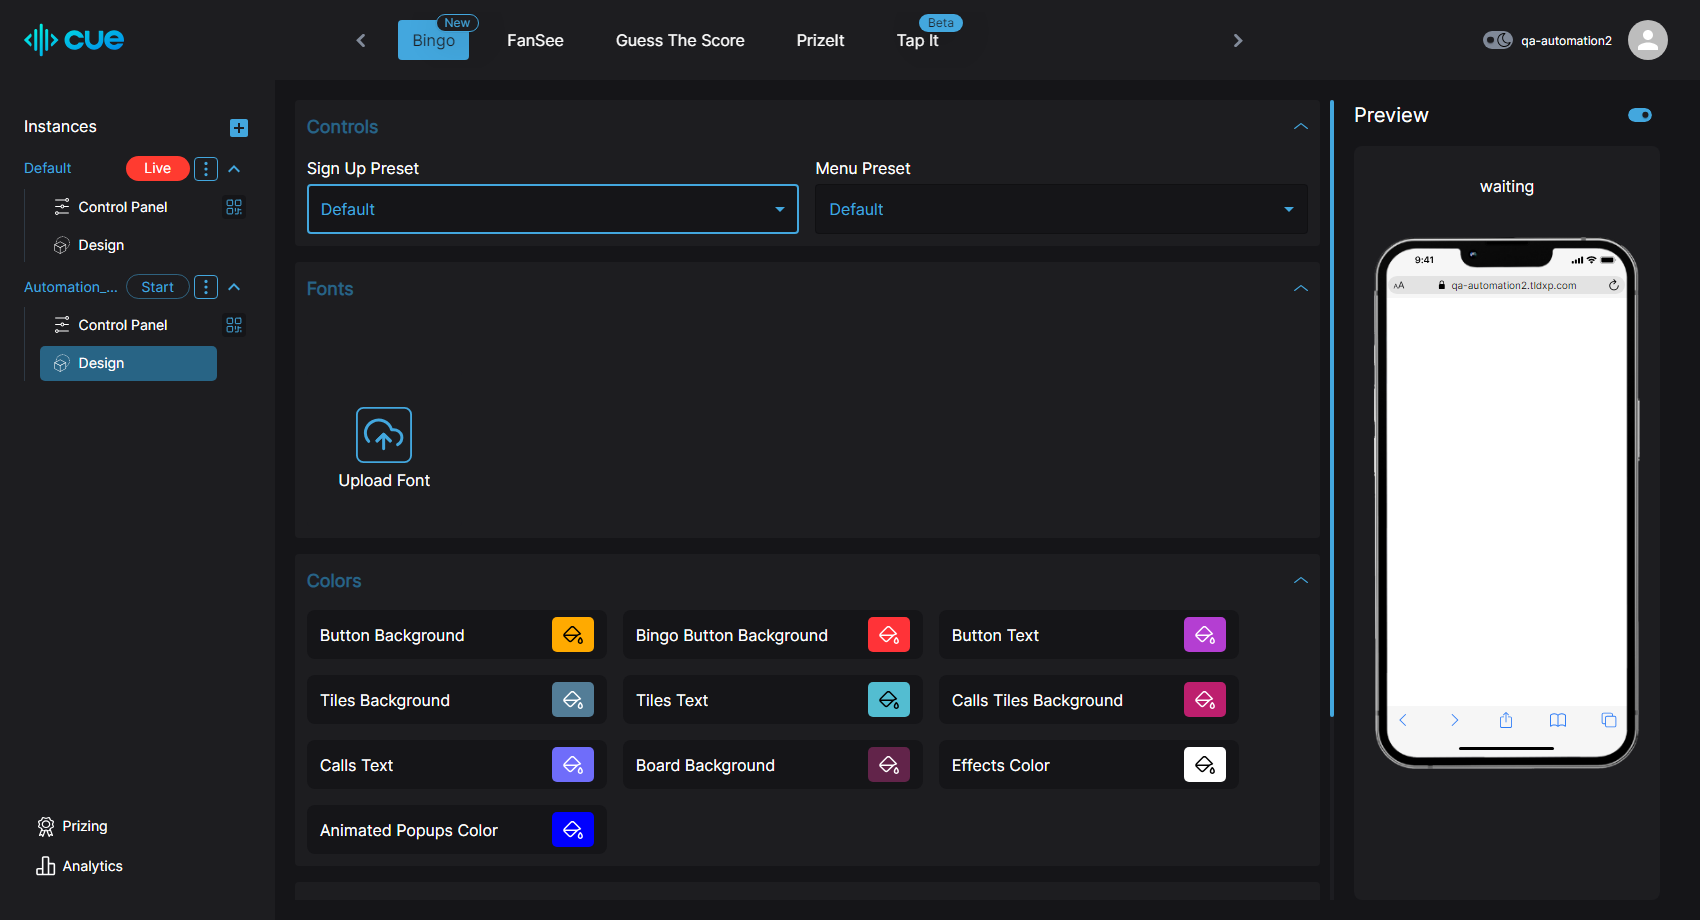 cue
Bingo
New
FanSee
Guess The Score
PrizeIt
Tap It
Beta
qa-automation2
Instances
Default
Live
Control Panel
Design
Automation_...
Start
Control Panel
Design
Prizing
Analytics
Controls
Sign Up Preset
Menu Preset
Default
Default
Fonts
Upload Font
Colors
Button Background
Bingo Button Background
Button Text
Tiles Background
Tiles Text
Calls Tiles Background
Calls Text
Board Background
Effects Color
Animated Popups Color
Preview
waiting
9:41
AA
qa-automation2.tldxp.com